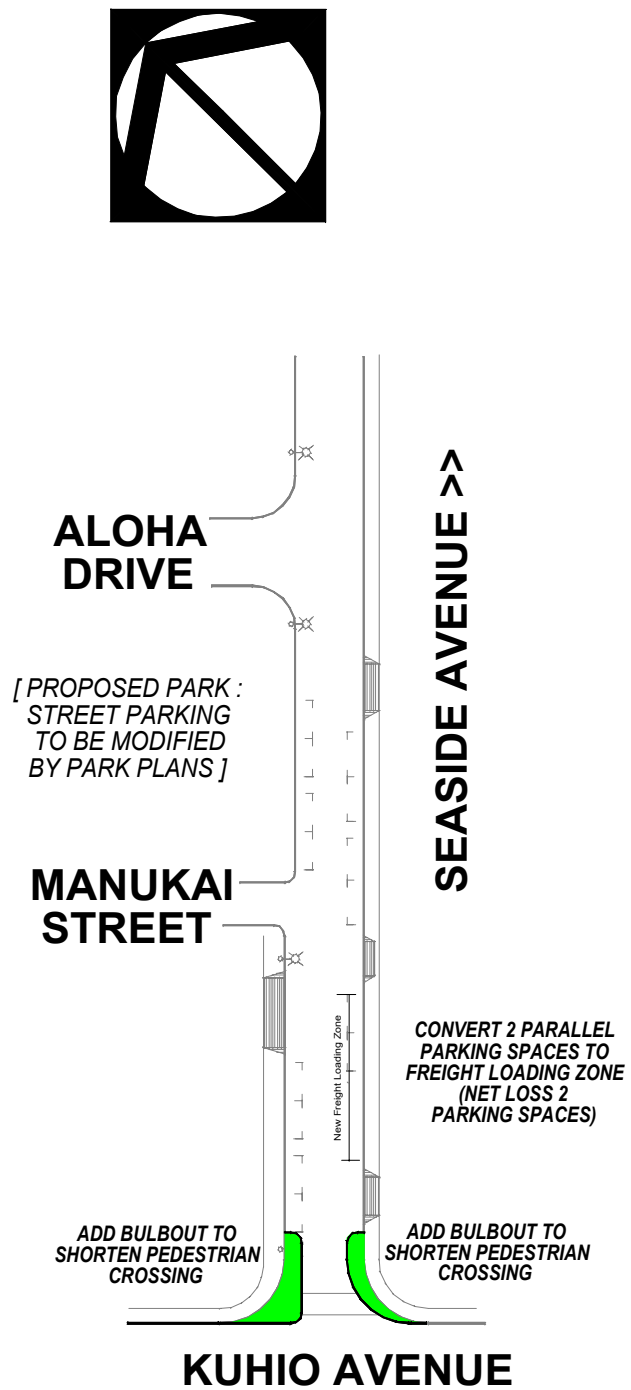 ALOHA
DRIVE
SEASIDE AVENUE >>
[ PROPOSED PARK :
STREET PARKING
TO BE MODIFIED
BY PARK PLANS ]
MANUKAI
STREET
New Freight Loading Zone
CONVERT 2 PARALLEL
PARKING SPACES TO
FREIGHT LOADING ZONE
(NET LOSS 2
PARKING SPACES)
ADD BULBOUT TO
SHORTEN PEDESTRIAN
CROSSING
ADD BULBOUT TO
SHORTEN PEDESTRIAN
CROSSING
KUHIO AVENUE